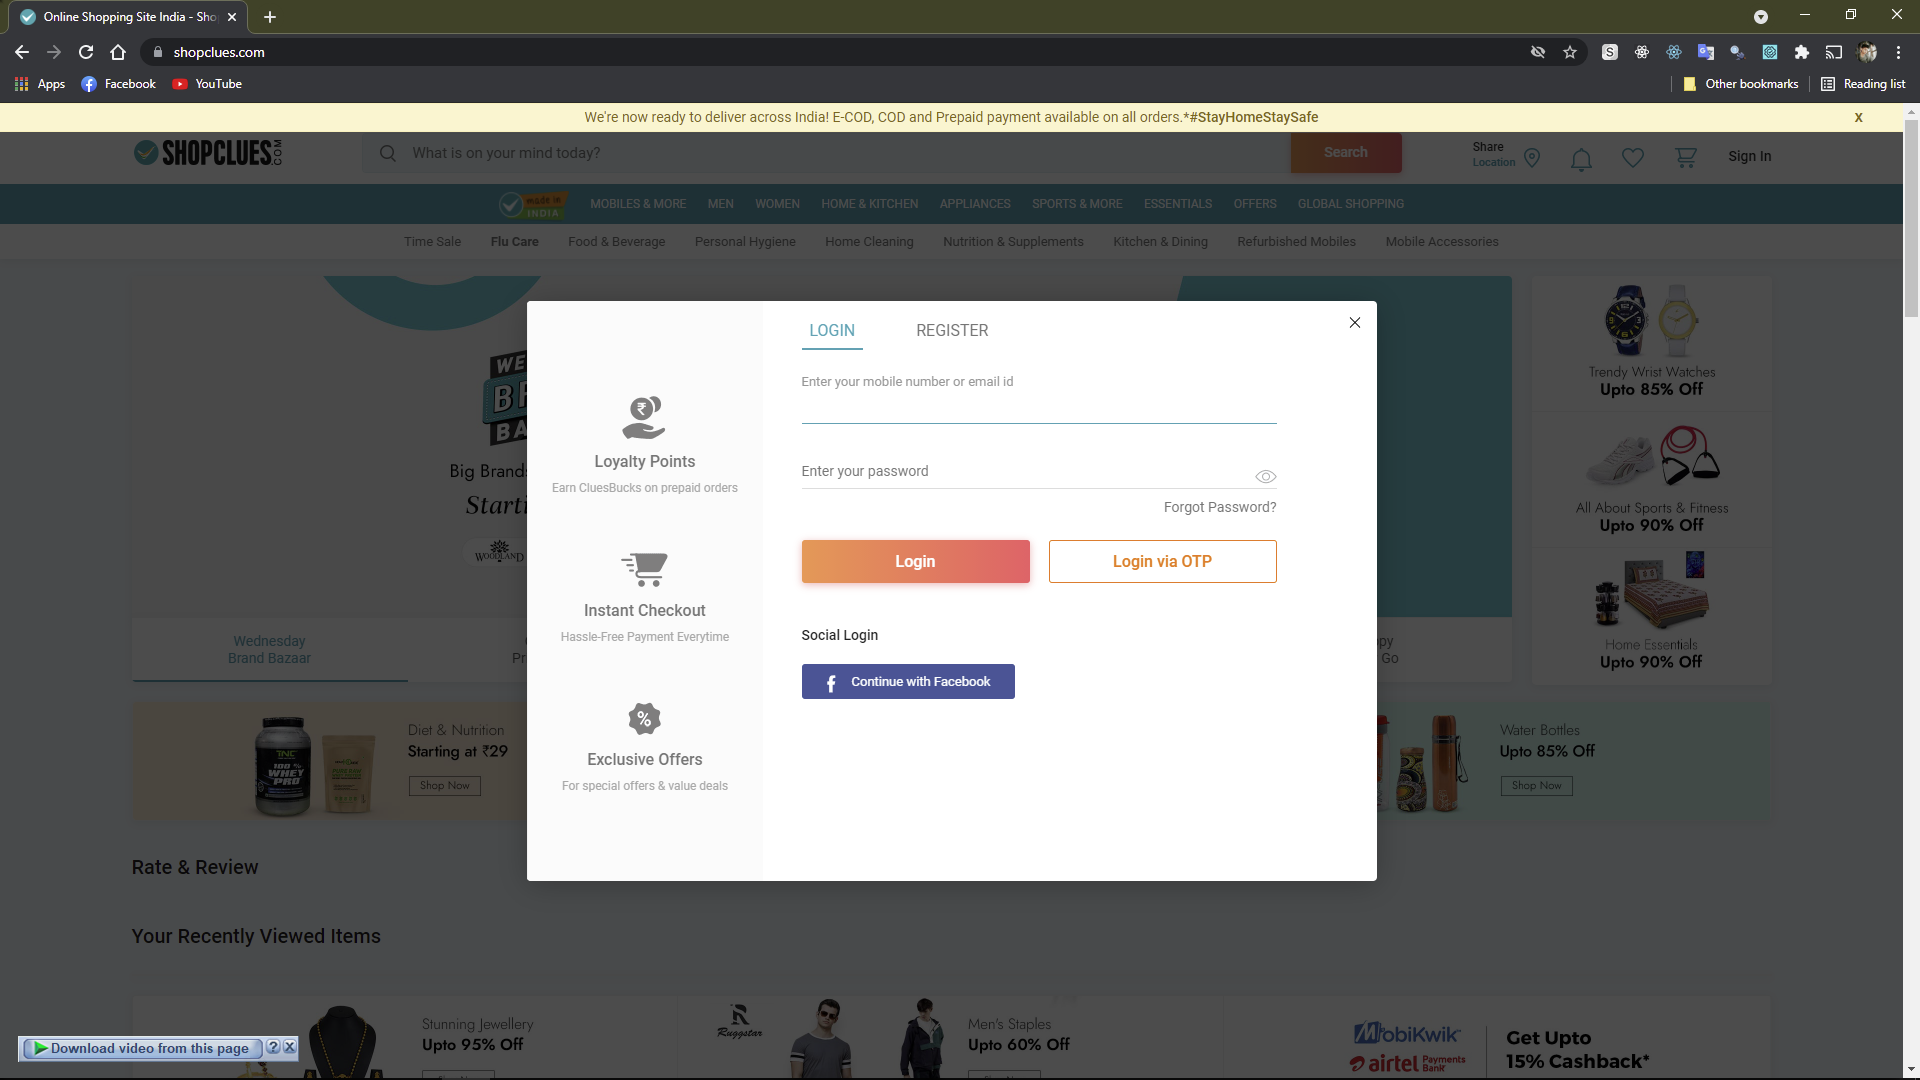 Online Shopping Site India - Sho
shopclues.com
Apps
Facebook
YouTube
Other bookmarks
Reading list
We're now ready to deliver across India! E-COD, COD and Prepaid payment available on all orders.*#StayHomeStaySafe
X
SHOPCLUES.COM
What is on your mind today?
Search
Share
Location
Sign In
made in
INDIA
MOBILES & MORE
MEN
WOMEN
HOME & KITCHEN
APPLIANCES
SPORTS & MORE
ESSENTIALS
OFFERS
GLOBAL SHOPPING
Time Sale
Flu Care
Food & Beverage
Personal Hygiene
Home Cleaning
Nutrition & Supplements
Kitchen & Dining
Refurbished Mobiles
Mobile Accessories
LOGIN
REGISTER
Enter your mobile number or email id
Enter your password
Forgot Password?
Login
Login via OTP
Social Login
Continue with Facebook
Loyalty Points
Earn CluesBucks on prepaid orders
Instant Checkout
Hassle-Free Payment Everytime
Exclusive Offers
For special offers & value deals
WE
BR
BA
Big Brands
Starti
WOODLAND
Wednesday
Brand Bazaar
Pr
ppy
Go
Trendy Wrist Watches
Upto 85% Off
All About Sports & Fitness
Upto 90% Off
Home Essentials
Upto 90% Off
TNC
100 %
WHEY
PRO
Diet & Nutrition
Starting at ₹29
Shop Now
Water Bottles
Upto 85% Off
Shop Now
Rate & Review
Your Recently Viewed Items
Stunning Jewellery
Upto 95% Off
Ruggstar
Men's Staples
Upto 60% Off
MobiKwik
airtel Payments Bank
Get Upto
15% Cashback*
Download video from this page
?
X